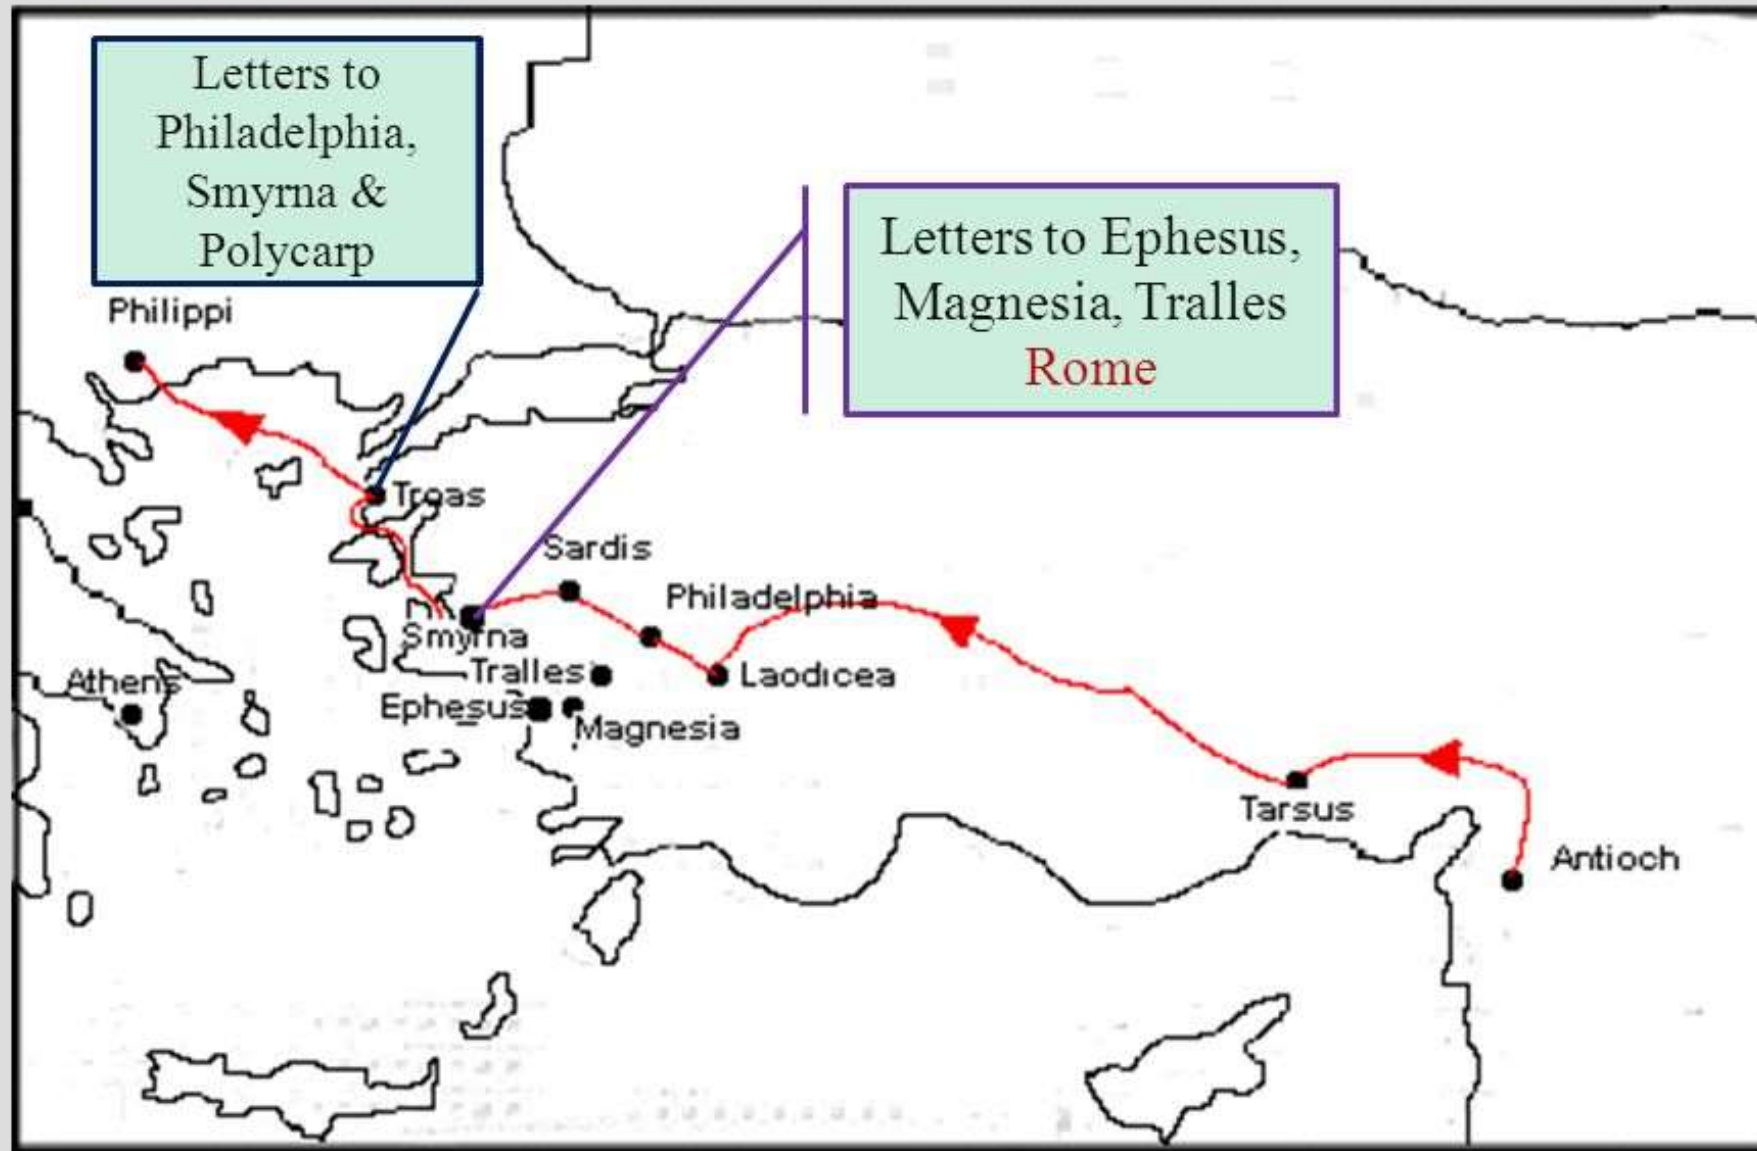 Letters to
Philadelphia,
Smyrna &
Polycarp
Letters to Ephesus,
Magnesia, Tralles
Rome
Philippi
Troas
Sardis
Philadelphia
Smyrna
Tralles
Laodicea
Athens
Ephesus
Magnesia
Tarsus
Antioch